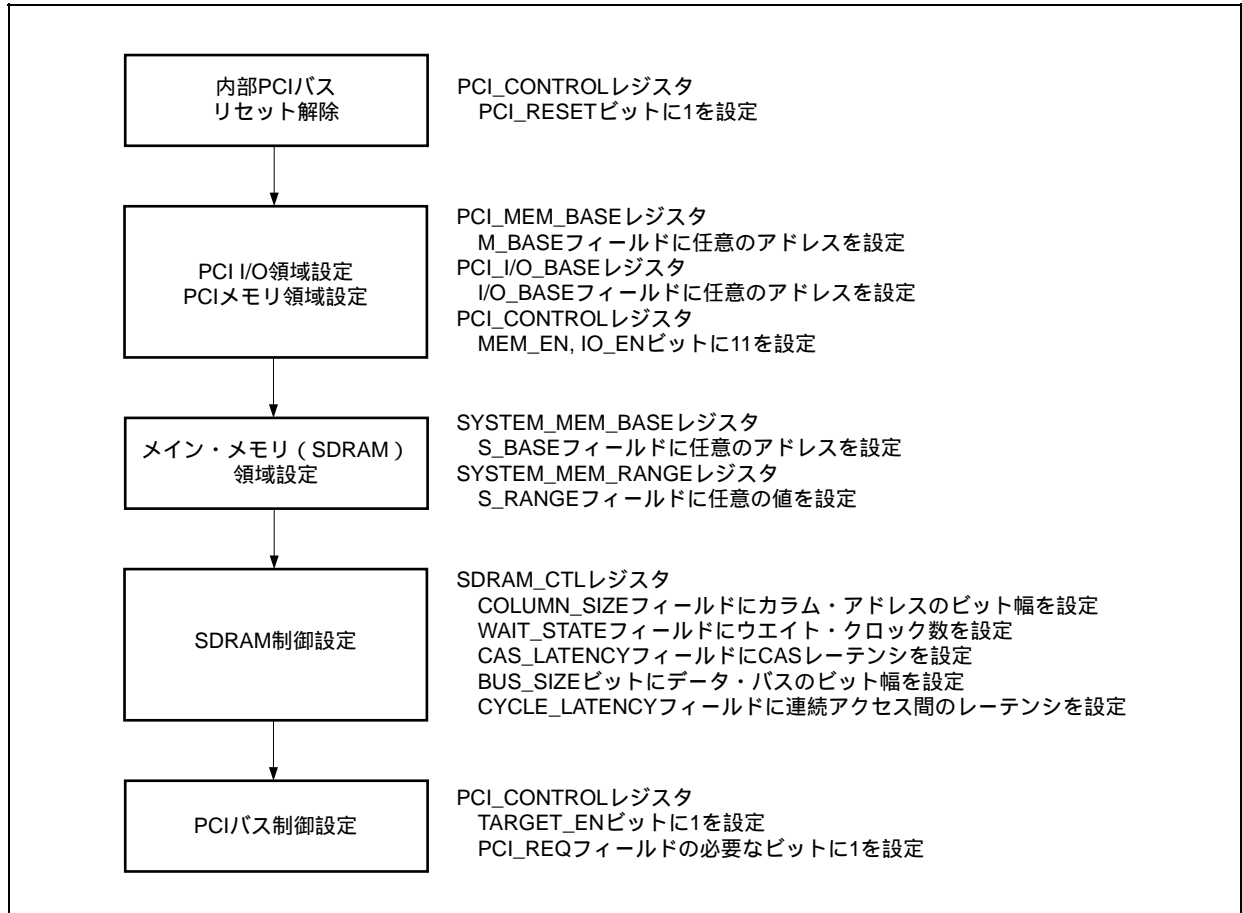 内部PCIバス
リセット解除
PCI_CONTROLレジスタ
PCI_RESETビットに1を設定
PCI I/O領域設定
PCIメモリ領域設定
PCI_MEM_BASEレジスタ
M_BASEフィールドに任意のアドレスを設定
PCI_I/O_BASEレジスタ
I/O_BASEフィールドに任意のアドレスを設定
PCI_CONTROLレジスタ
MEM_EN, IO_ENビットに11を設定
メイン・メモリ（SDRAM）
領域設定
SYSTEM_MEM_BASEレジスタ
S_BASEフィールドに任意のアドレスを設定
SYSTEM_MEM_RANGEレジスタ
S_RANGEフィールドに任意の値を設定
SDRAM制御設定
SDRAM_CTLレジスタ
COLUMN_SIZEフィールドにカラム・アドレスのビット幅を設定
WAIT_STATEフィールドにウエイト・クロック数を設定
CAS_LATENCYフィールドにCASレーテンシを設定
BUS_SIZEビットにデータ・バスのビット幅を設定
CYCLE_LATENCYフィールドに連続アクセス間のレーテンシを設定
PCIバス制御設定
PCI_CONTROLレジスタ
TARGET_ENビットに1を設定
PCI_REQフィールドの必要なビットに1を設定